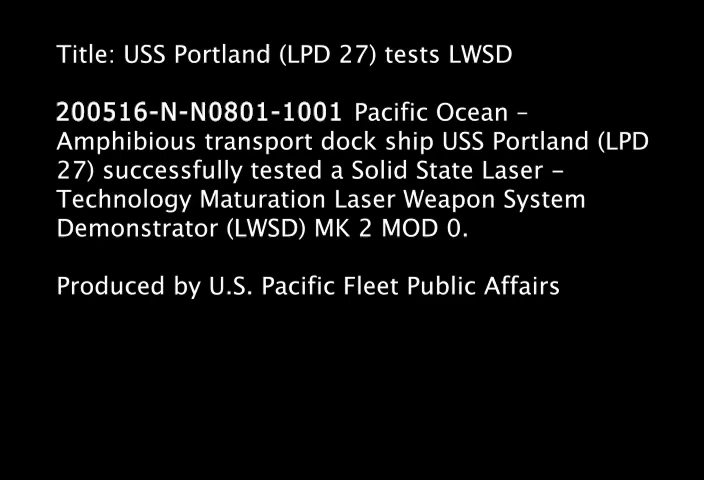 Title: USS Portland (LPD 27) tests LWSD
200516-N-N0801-1001 Pacific Ocean –
Amphibious transport dock ship USS Portland (LPD
27) successfully tested a Solid State Laser –
Technology Maturation Laser Weapon System
Demonstrator (LWSD) MK 2 MOD 0.
Produced by U.S. Pacific Fleet Public Affairs